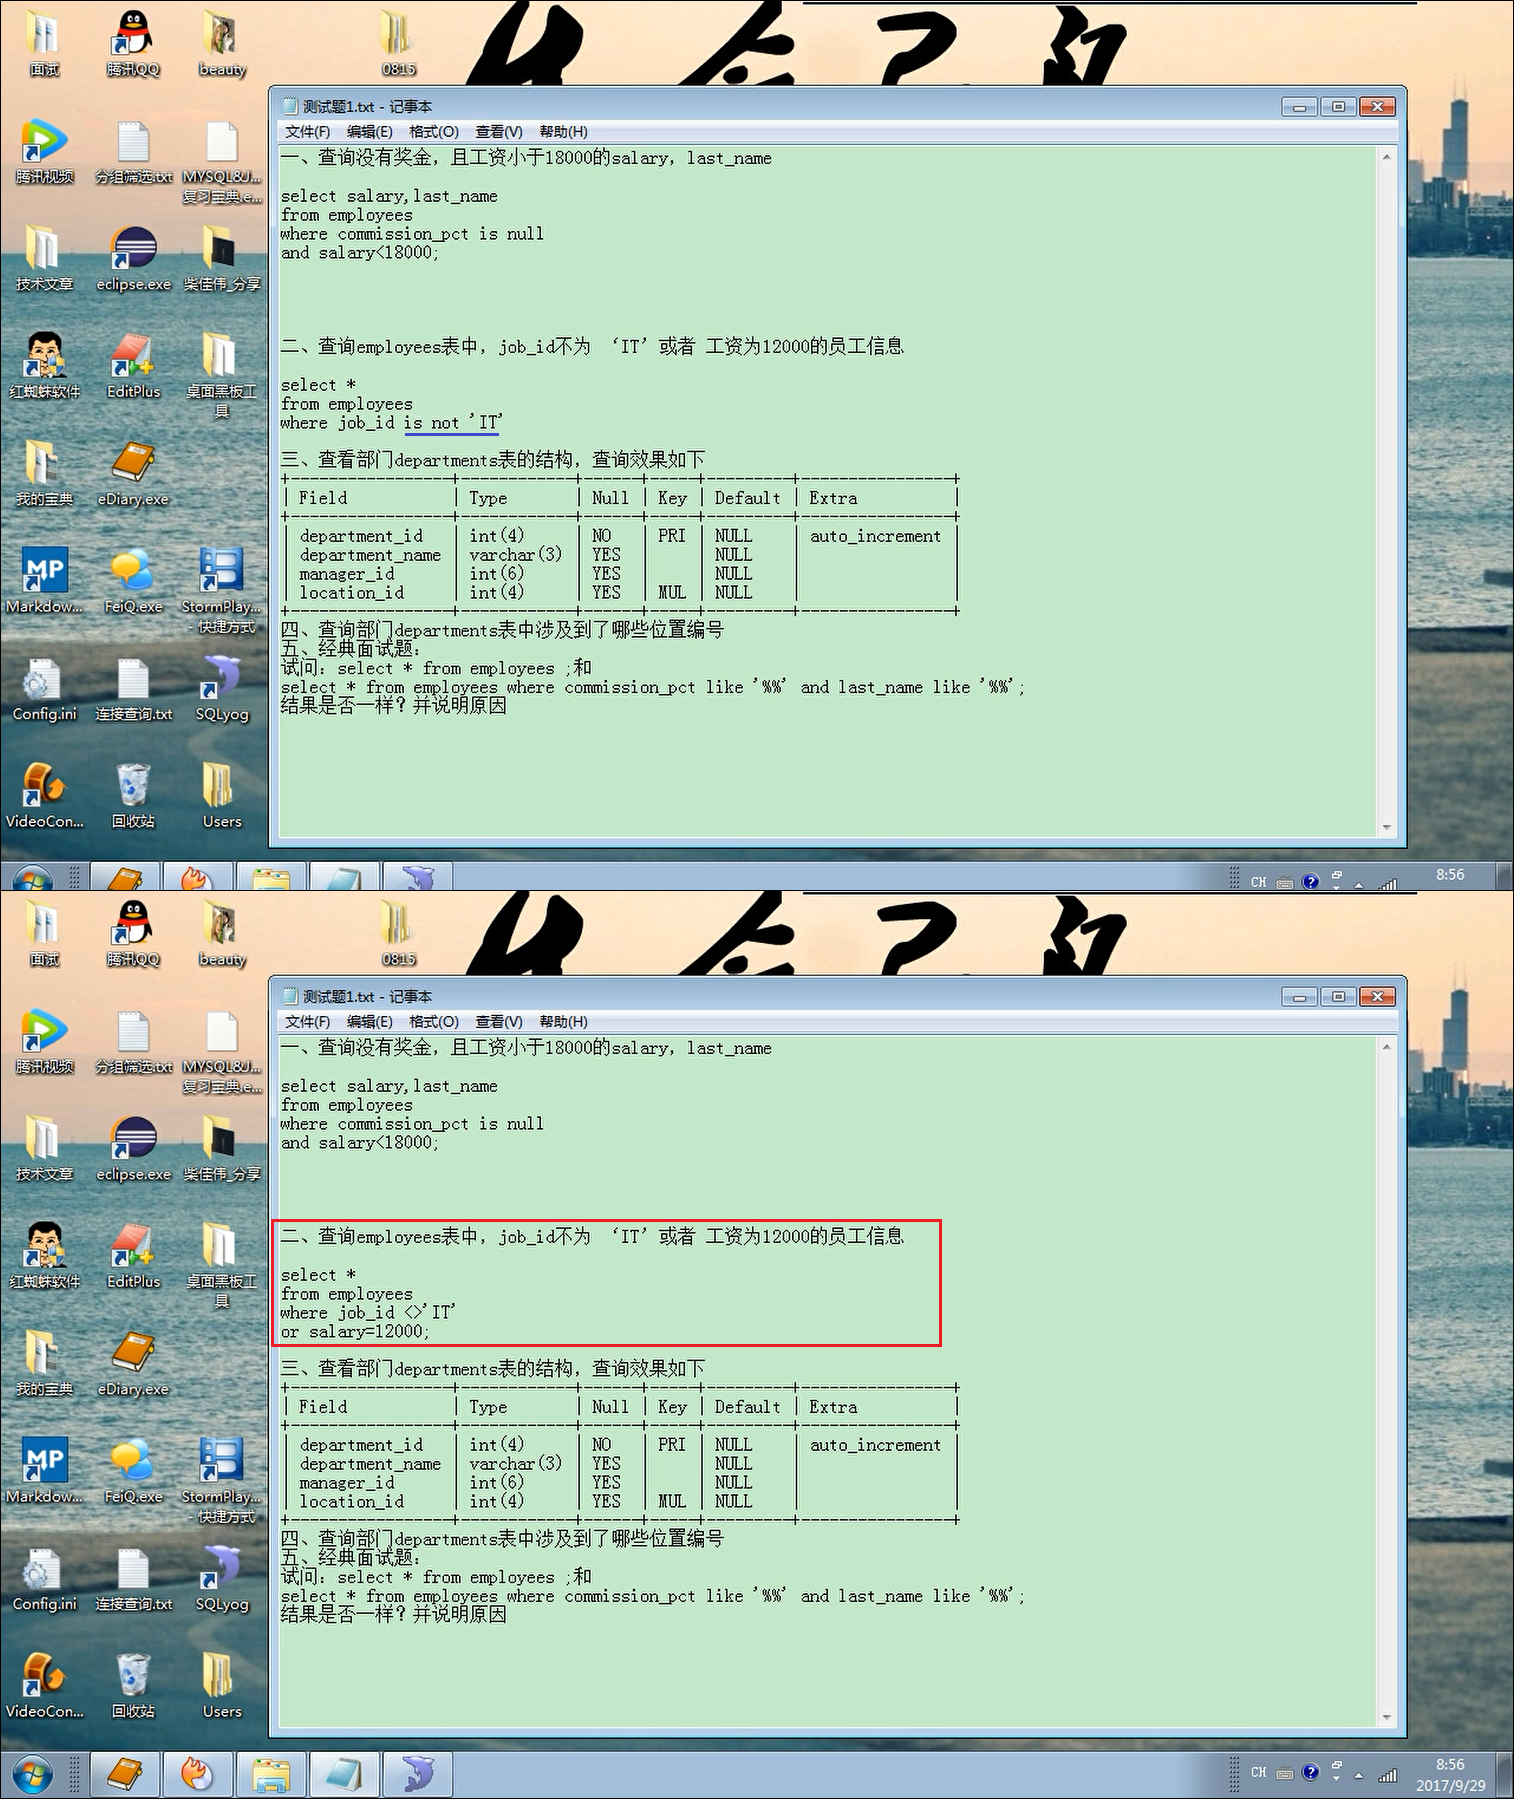 面试
腾讯QQ
beauty
0815
测试题1.txt - 记事本
文件(F) 编辑(E) 格式(O) 查看(V) 帮助(H)
一、查询没有奖金，且工资小于18000的salary，last_name
select salary,last_name
from employees
where commission_pct is null
and salary<18000;
二、查询employees表中，job_id不为 ‘IT’或者 工资为12000的员工信息
select *
from employees
where job_id is not 'IT'
三、查看部门departments表的结构，查询效果如下
| Field | Type | Null | Key | Default | Extra |
| department_id | int(4) | NO | PRI | NULL | auto_increment |
| department_name | varchar(3) | YES | | NULL | |
| manager_id | int(6) | YES | | NULL | |
| location_id | int(4) | YES | MUL | NULL | |
四、查询部门departments表中涉及到了哪些位置编号
五、经典面试题：
试问：select * from employees ;和
select * from employees where commission_pct like '%%' and last_name like '%%';
结果是否一样？并说明原因
腾讯视频
分组筛选.txt
MYSQL&J...
复习宝典.e...
技术文章
eclipse.exe
柴佳伟_分享
红蜘蛛软件
EditPlus
桌面黑板工具
我的宝典
eDiary.exe
Markdow...
FeiQ.exe
StormPlay...
- 快捷方式
Config.ini
连接查询.txt
SQLyog
VideoCon...
回收站
Users
CH
8:56
面试
腾讯QQ
beauty
0815
测试题1.txt - 记事本
文件(F) 编辑(E) 格式(O) 查看(V) 帮助(H)
一、查询没有奖金，且工资小于18000的salary，last_name
select salary,last_name
from employees
where commission_pct is null
and salary<18000;
二、查询employees表中，job_id不为 ‘IT’或者 工资为12000的员工信息
select *
from employees
where job_id <>'IT'
or salary=12000;
三、查看部门departments表的结构，查询效果如下
| Field | Type | Null | Key | Default | Extra |
| department_id | int(4) | NO | PRI | NULL | auto_increment |
| department_name | varchar(3) | YES | | NULL | |
| manager_id | int(6) | YES | | NULL | |
| location_id | int(4) | YES | MUL | NULL | |
四、查询部门departments表中涉及到了哪些位置编号
五、经典面试题：
试问：select * from employees ;和
select * from employees where commission_pct like '%%' and last_name like '%%';
结果是否一样？并说明原因
腾讯视频
分组筛选.txt
MYSQL&J...
复习宝典.e...
技术文章
eclipse.exe
柴佳伟_分享
红蜘蛛软件
EditPlus
桌面黑板工具
我的宝典
eDiary.exe
Markdow...
FeiQ.exe
StormPlay...
- 快捷方式
Config.ini
连接查询.txt
SQLyog
VideoCon...
回收站
Users
CH
8:56
2017/9/29